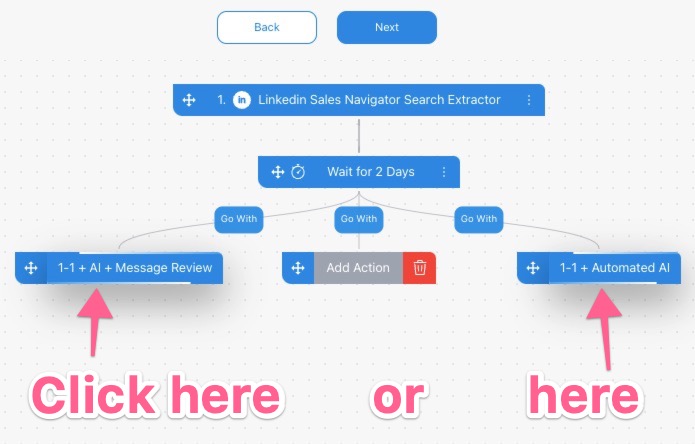 Back
Next
1. in Linkedin Sales Navigator Search Extractor
Wait for 2 Days
Go With
Go With
Go With
1-1 + AI + Message Review
Add Action
1-1 + Automated AI
Click here or here